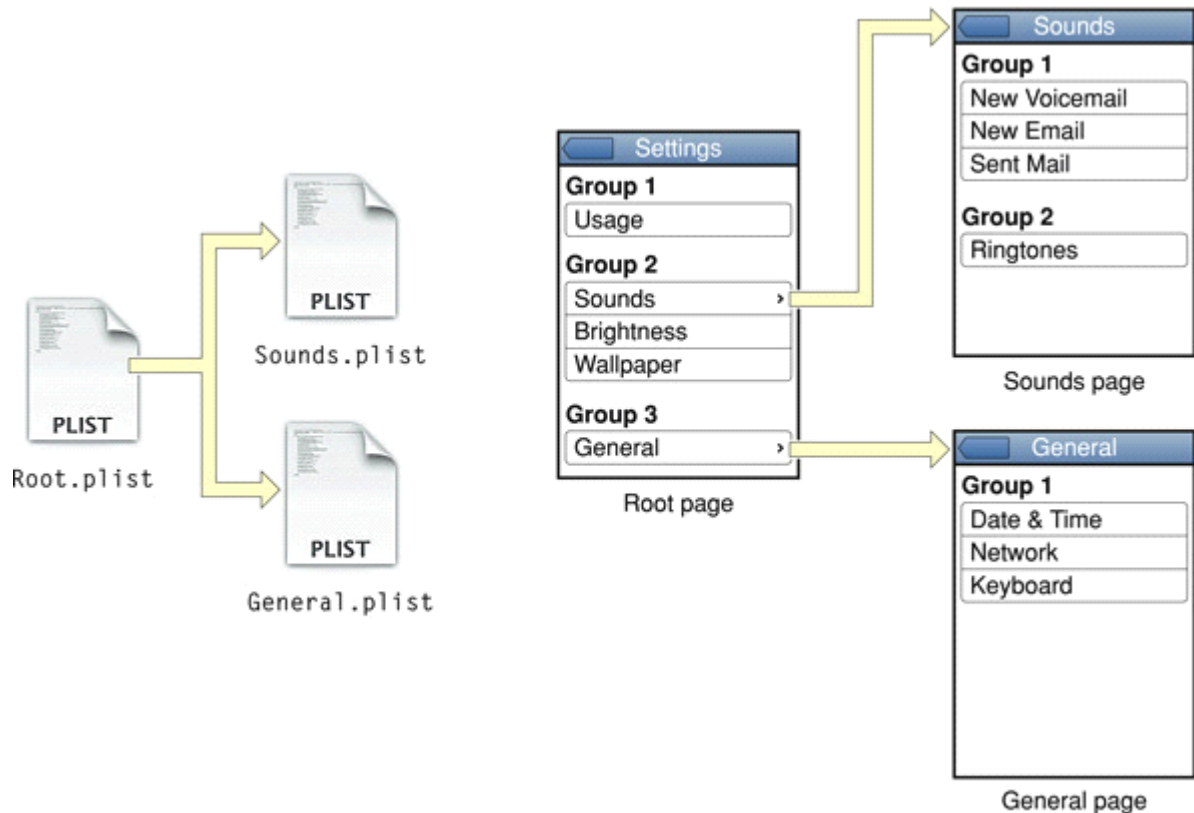 PLIST
Root.plist
PLIST
Sounds.plist
PLIST
General.plist
Settings
Group 1
Usage
Group 2
Sounds
Brightness
Wallpaper
Group 3
General
Root page
Sounds
Group 1
New Voicemail
New Email
Sent Mail
Group 2
Ringtones
Sounds page
General
Group 1
Date & Time
Network
Keyboard
General page